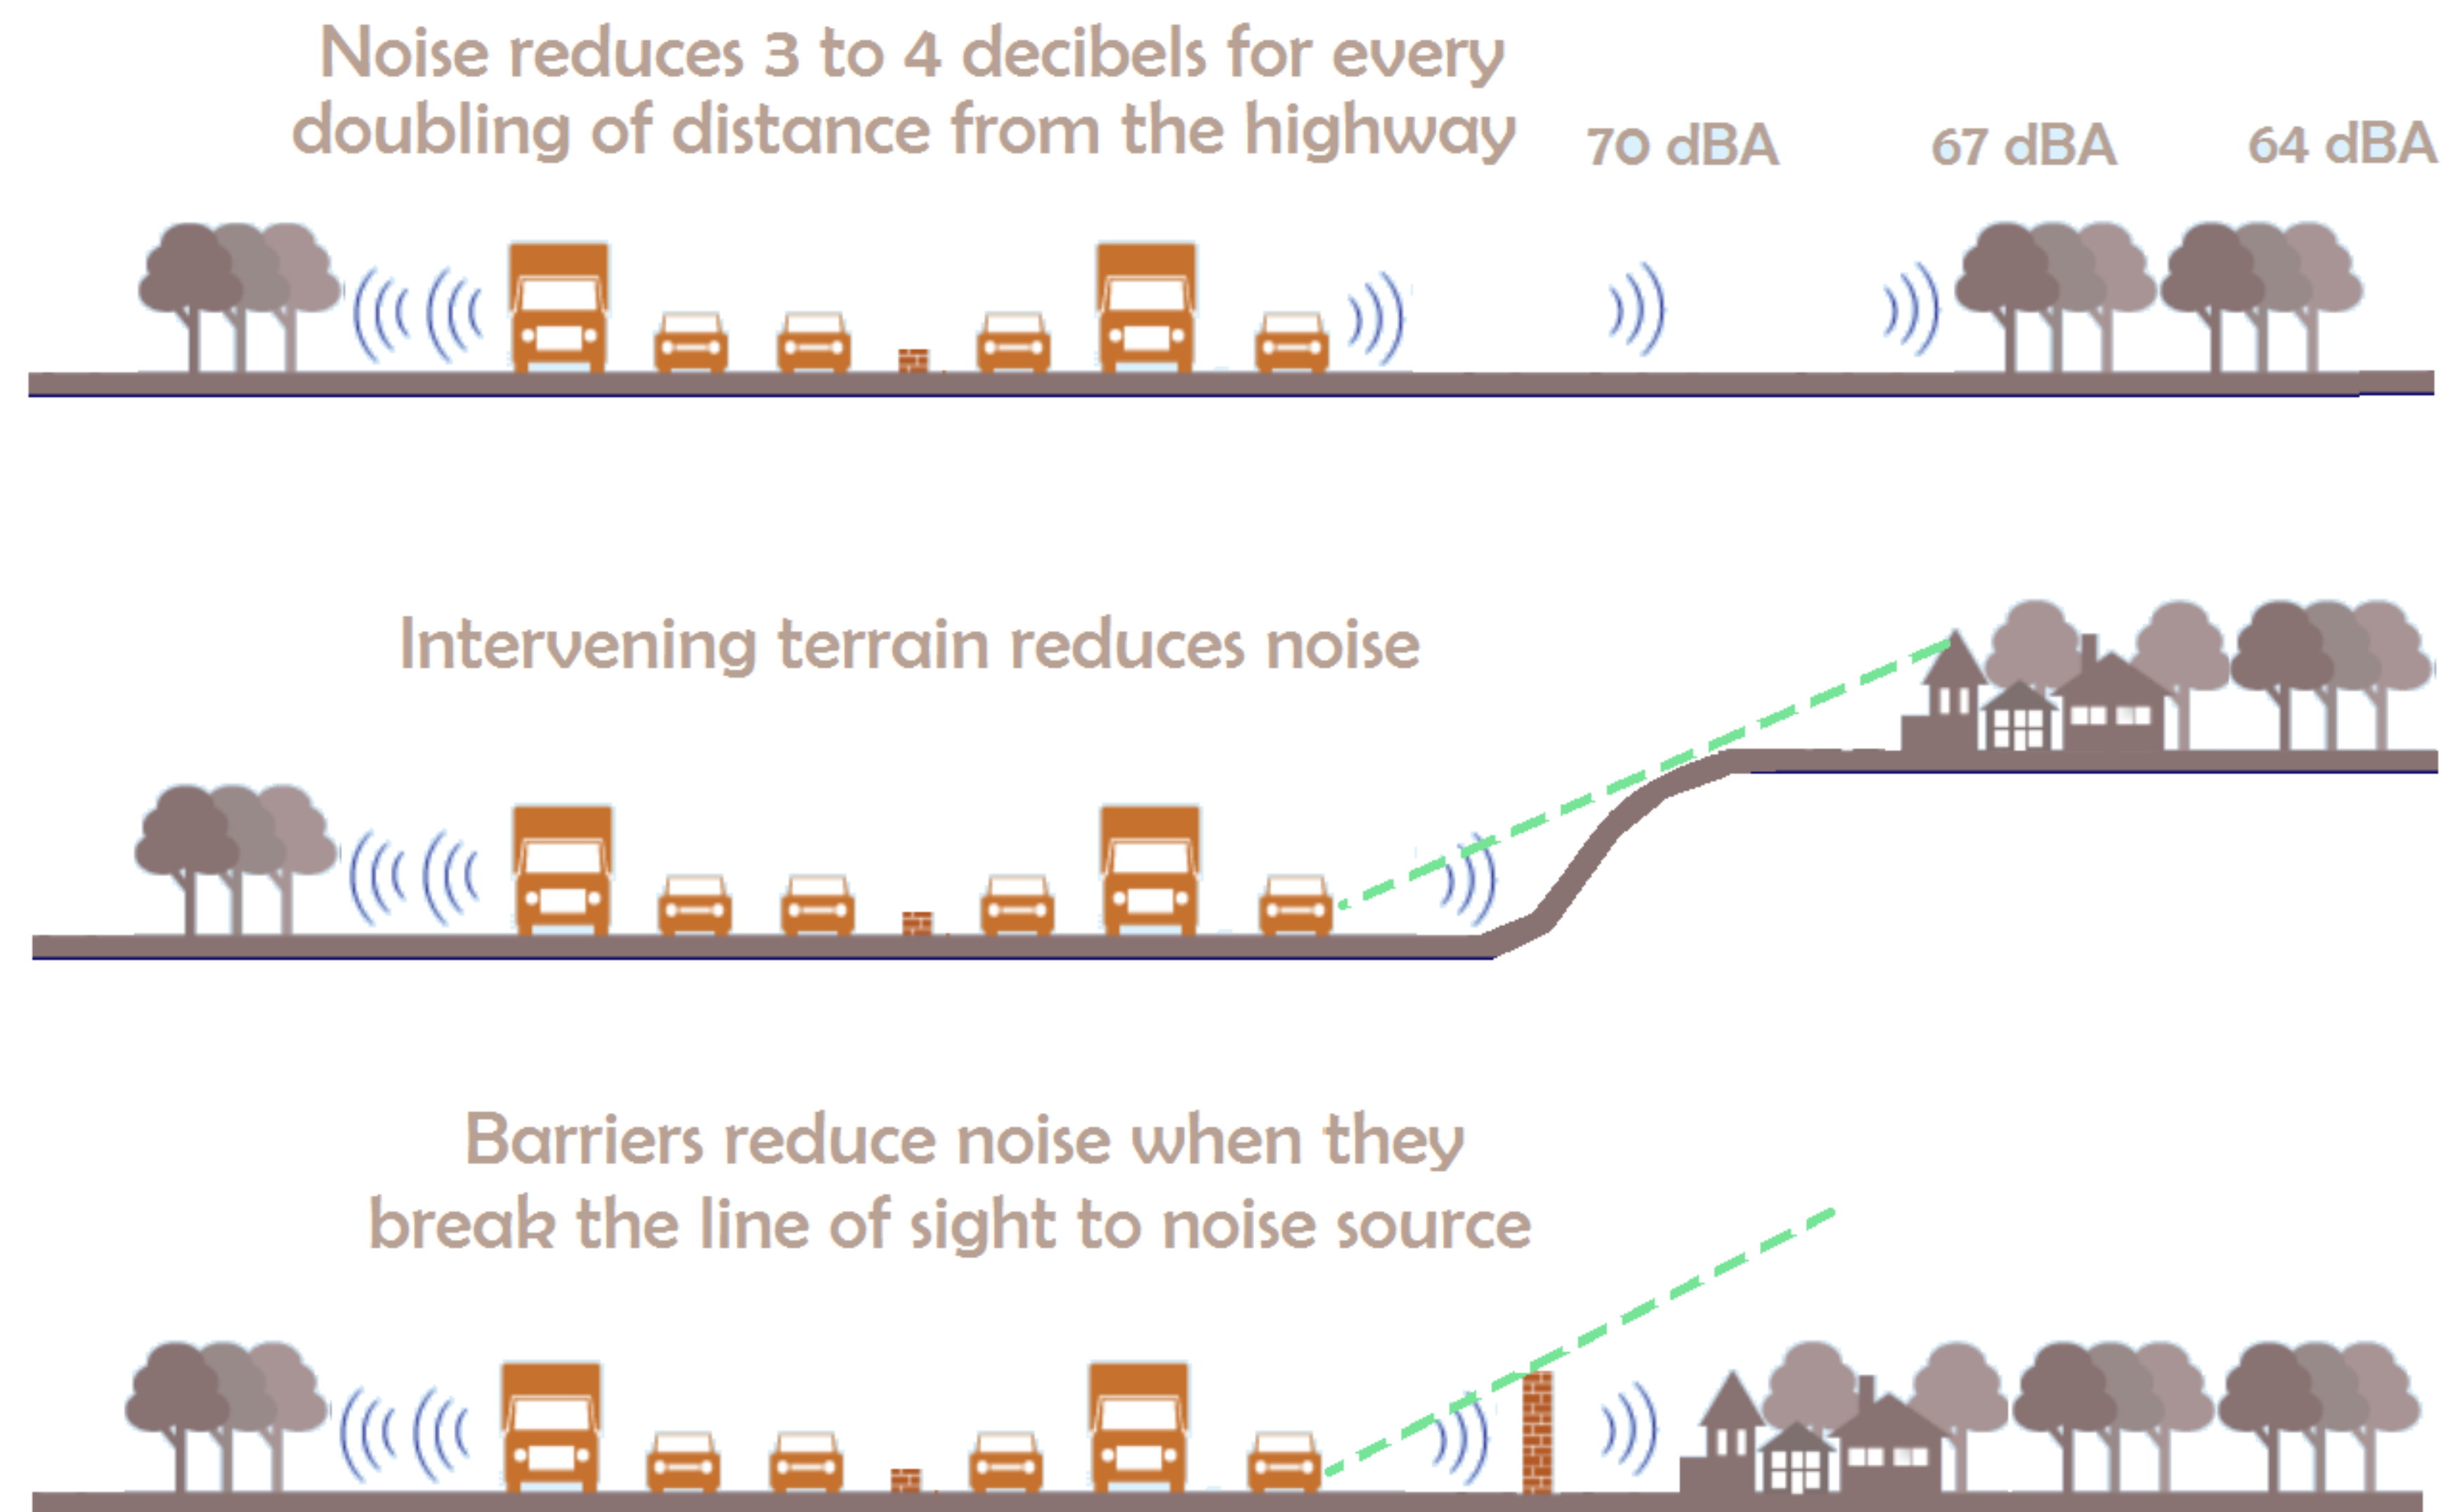 Noise reduces 3 to 4 decibels for every
doubling of distance from the highway
70 dBA
67 dBA
64 dBA
Intervening terrain reduces noise
Barriers reduce noise when they
break the line of sight to noise source